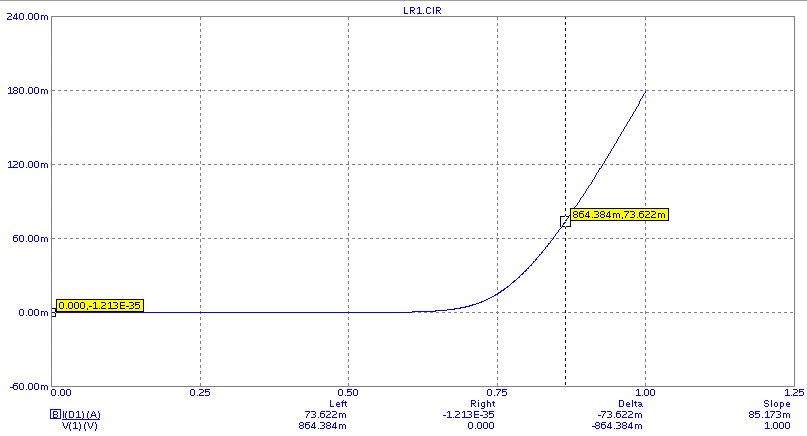 LR1.CIR
240.00m
180.00m
120.00m
60.00m
864.384m,73.622m
0.00m
0.000,-1.213E-35
-60.00m
0.00 0.25 0.50 0.75 1.00 1.25
Left Right Delta Slope
B I(D1) (A) 73.622m -1.213E-35 -73.622m 85.173m
V(1) (V) 864.384m 0.000 -864.384m 1.000